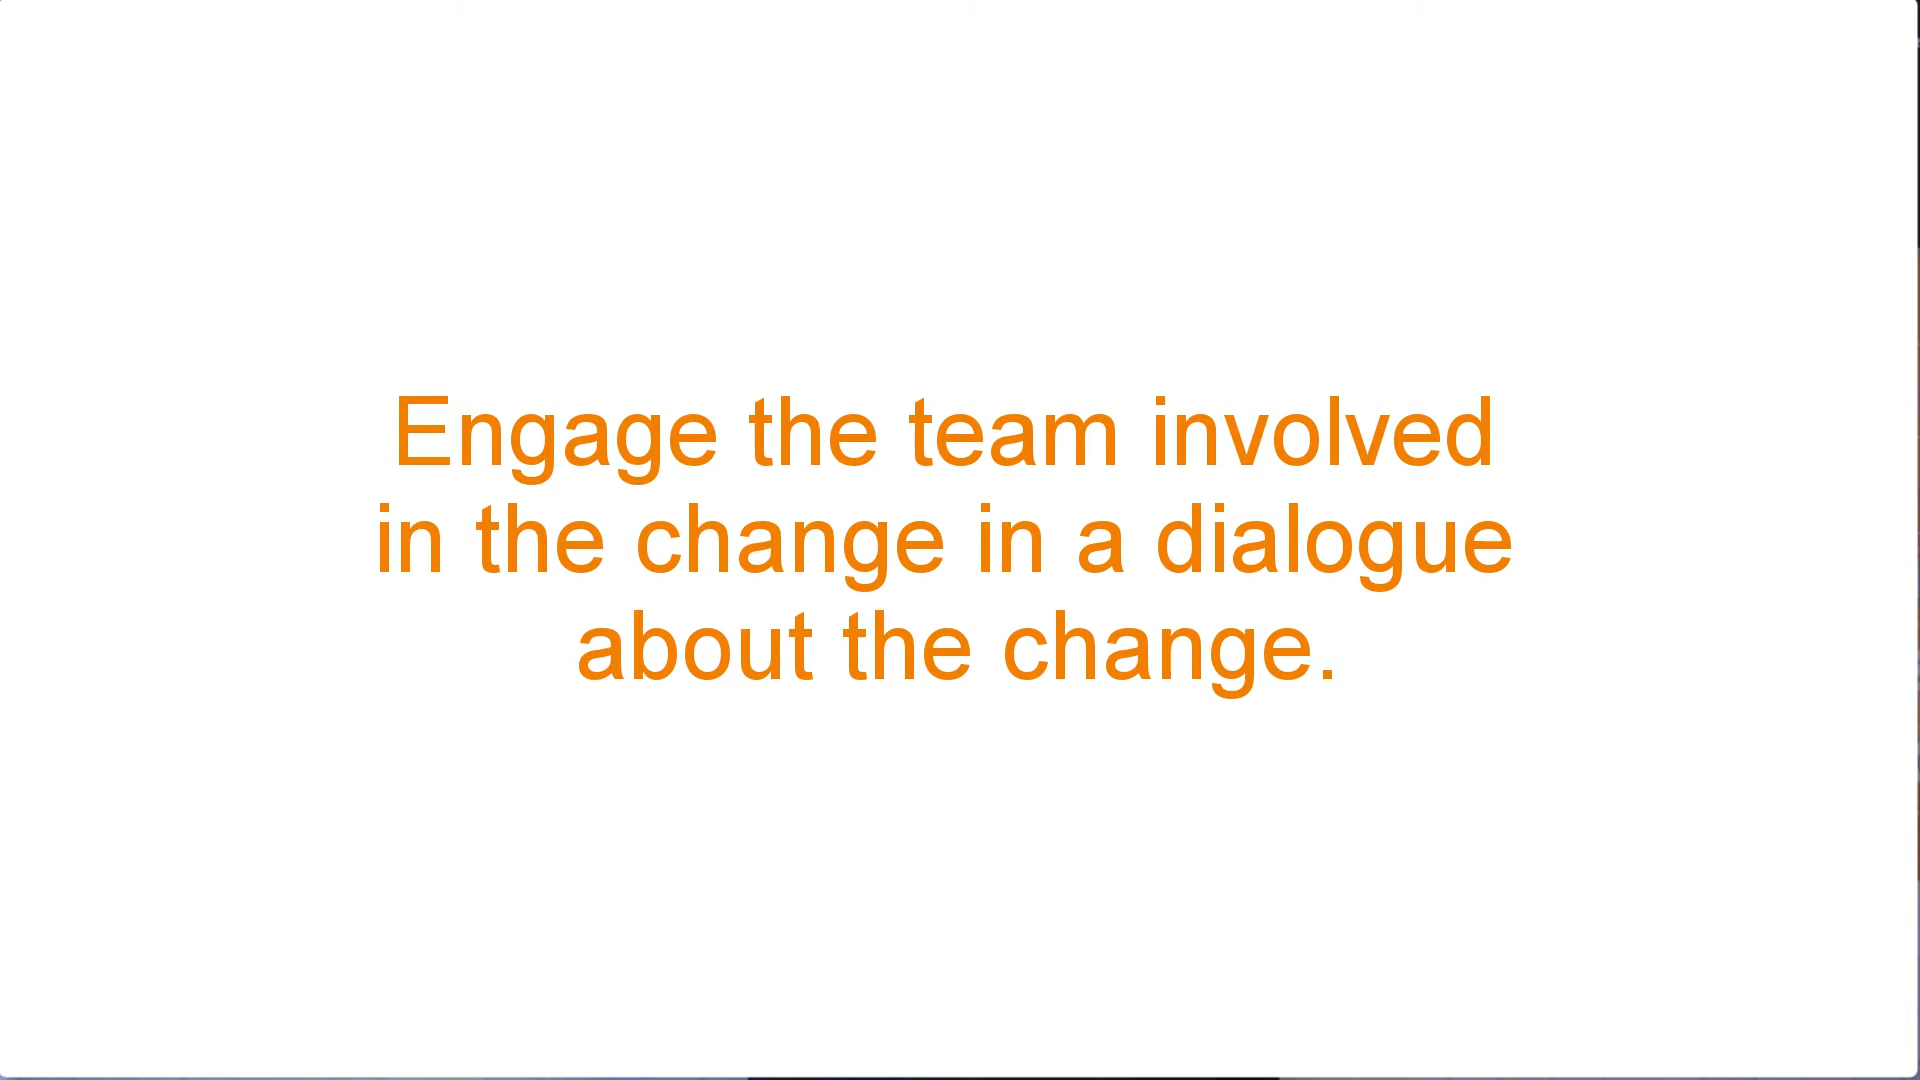 Engage the team involved
in the change in a dialogue
about the change.